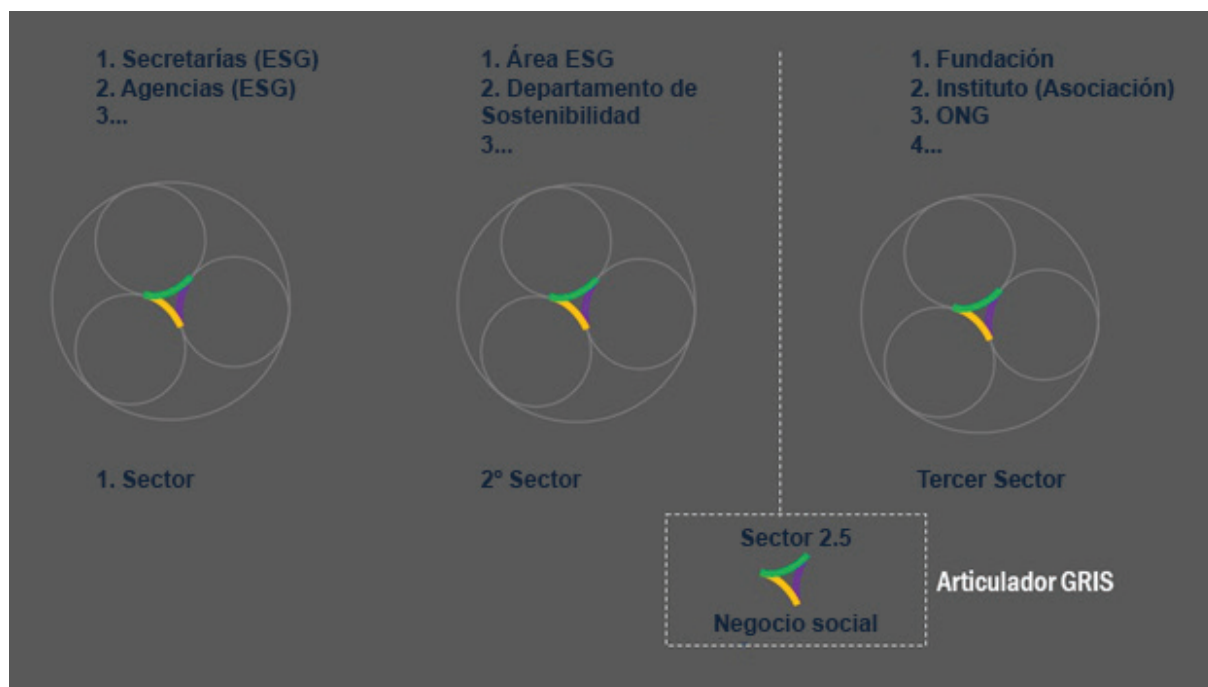 1. Secretarías (ESG)
2. Agencias (ESG)
3...
1. Área ESG
2. Departamento de
Sostenibilidad
3...
1. Fundación
2. Instituto (Asociación)
3. ONG
4...
1. Sector
2º Sector
Tercer Sector
Sector 2.5
Negocio social
Articulador GRIS